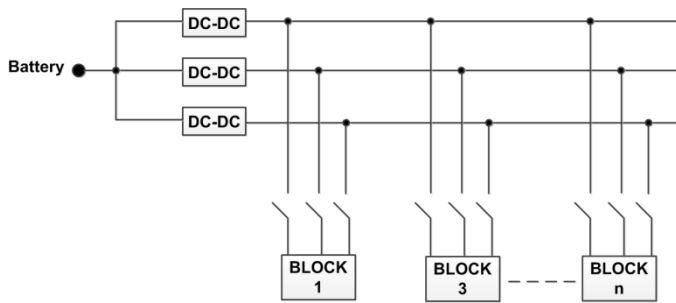 DC-DC
Battery
DC-DC
DC-DC
BLOCK
1
BLOCK
3
BLOCK
n